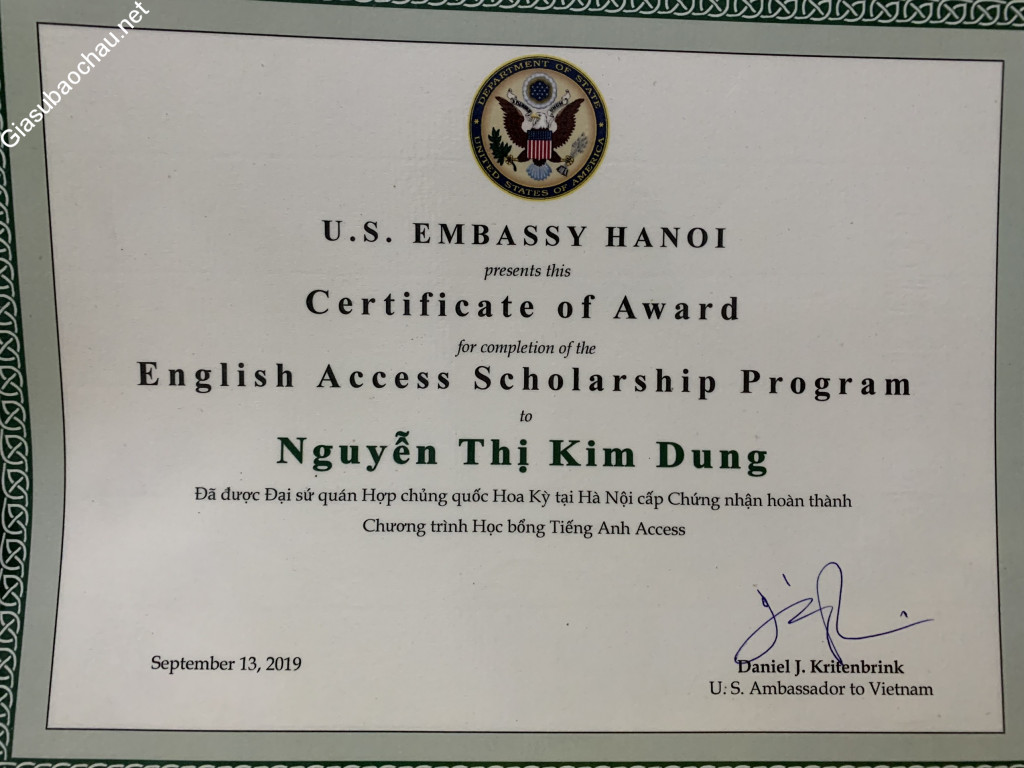 Giasubaochau.net
DEPARTMENT OF STATE
UNITED STATES OF AMERICA
U.S. EMBASSY HANOI
presents this
Certificate of Award
for completion of the
English Access Scholarship Program
to
Nguyễn Thị Kim Dung
Đã được Đại sứ quán Hợp chủng quốc Hoa Kỳ tại Hà Nội cấp Chứng nhận hoàn thành
Chương trình Học bổng Tiếng Anh Access
September 13, 2019
Daniel J. Kritenbrink
U. S. Ambassador to Vietnam